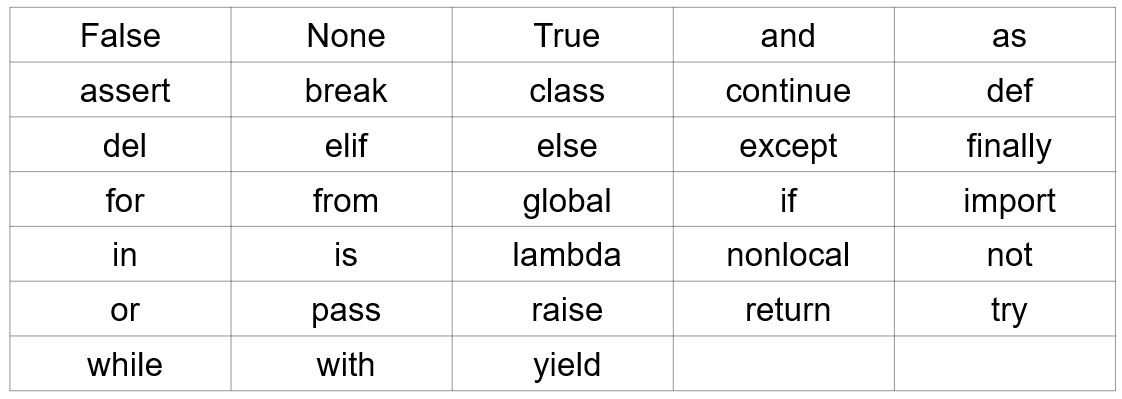 False None True and as
assert break class continue def
del elif else except finally
for from global if import
in is lambda nonlocal not
or pass raise return try
while with yield